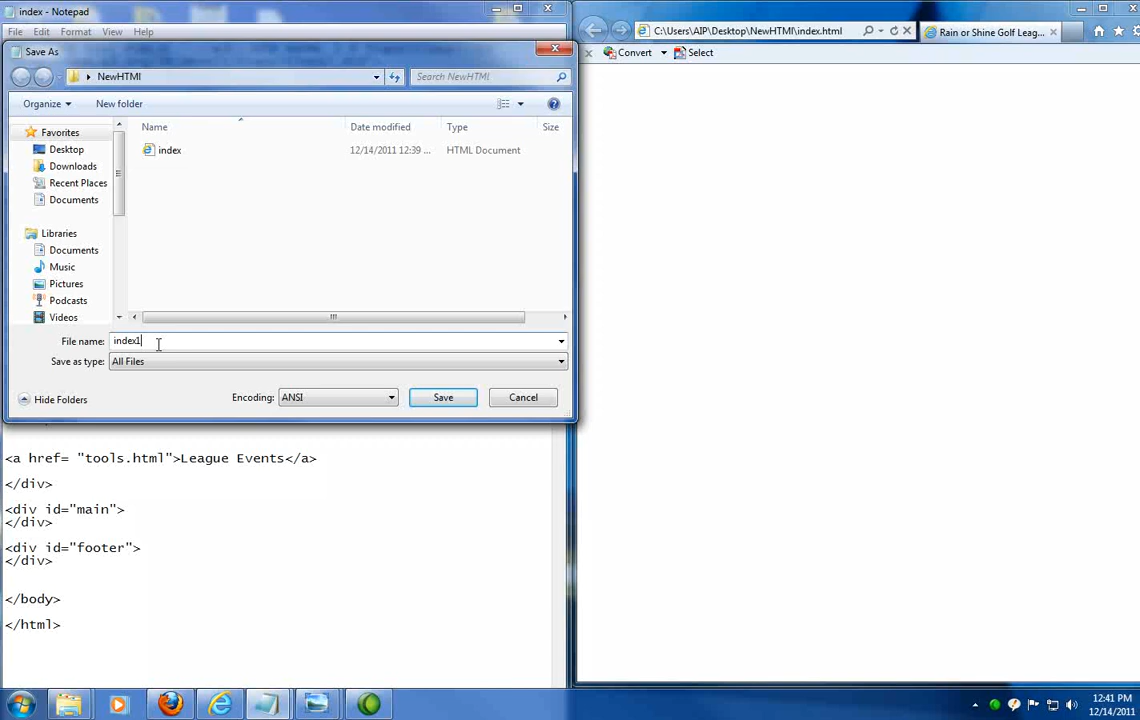 index - Notepad
File Edit Format View Help
Save As
NewHTMl
Search NewHTMl
Organize New folder
Name Date modified Type Size
index 12/14/2011 12:39 ... HTML Document
Favorites
Desktop
Downloads
Recent Places
Documents
Libraries
Documents
Music
Pictures
Podcasts
Videos
File name: index1
Save as type: All Files
Hide Folders
Encoding: ANSI Save Cancel
<a href= "tools.html">League Events</a>
</div>
<div id="main">
</div>
<div id="footer">
</div>
</body>
</html>
C:\Users\AIP\Desktop\NewHTMl\index.html
Rain or Shine Golf Leag...
Convert Select
12:41 PM
12/14/2011